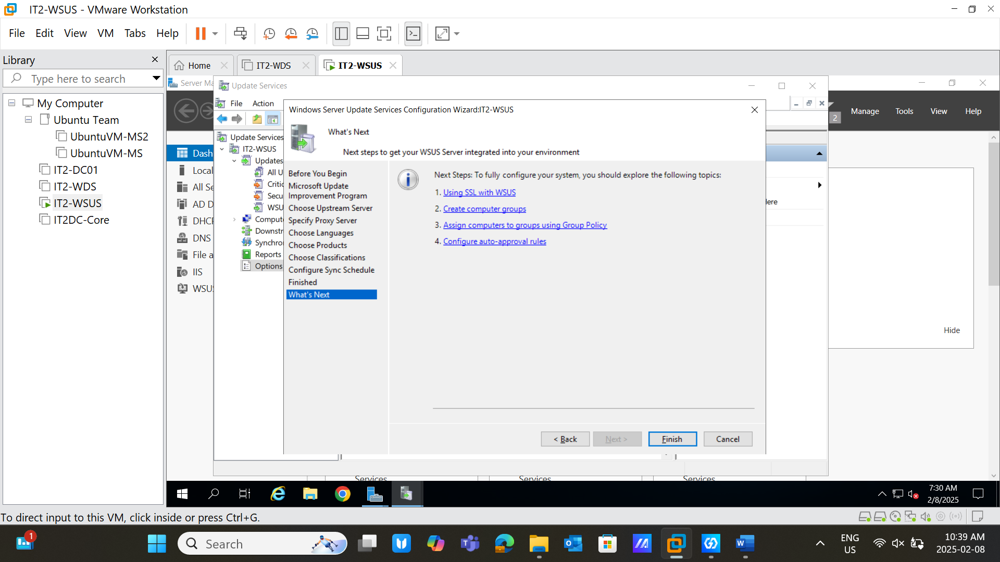 IT2-WSUS - VMware Workstation
File Edit View VM Tabs Help
Library
Type here to search
My Computer
Ubuntu Team
UbuntuVM-MS2
UbuntuVM-MS
IT2-DC01
IT2-WDS
IT2-WSUS
IT2DC-Core
Home
IT2-WDS
IT2-WSUS
Server Ma
Update Services
File Action
2
Manage Tools View Help
Dash
Local
All Se
AD D
DHCP
DNS
File a
IIS
WSUS
Update Services
IT2-WSUS
Updates
All U
Critic
Secu
WSU
Compute
Downstr
Synchro
Reports
Options
Windows Server Update Services Configuration Wizard:IT2-WSUS
What's Next
Next steps to get your WSUS Server integrated into your environment
Before You Begin
Microsoft Update
Improvement Program
Choose Upstream Server
Specify Proxy Server
Choose Languages
Choose Products
Choose Classifications
Configure Sync Schedule
Finished
What's Next
Next Steps: To fully configure your system, you should explore the following topics:
1. Using SSL with WSUS
2. Create computer groups
3. Assign computers to groups using Group Policy
4. Configure auto-approval rules
< Back Next > Finish Cancel
Hide
Services Services Services
7:30 AM
2/8/2025
To direct input to this VM, click inside or press Ctrl+G.
1
Search
ENG
US
10:39 AM
2025-02-08